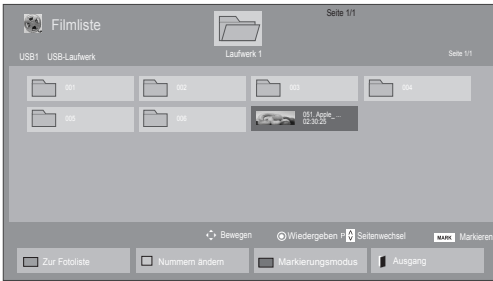 Seite 1/1
Filmliste
Laufwerk 1
USB1 USB-Laufwerk
Seite 1/1
001 002 003 004
005 006 051. Apple_ ...
02:30:25
Bewegen Wiedergeben P Seitenwechsel MARK Markieren
Zur Fotoliste Nummern ändern Markierungsmodus Ausgang